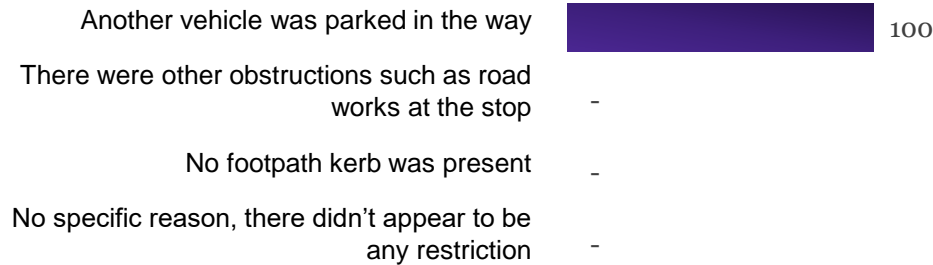 Another vehicle was parked in the way 100
There were other obstructions such as road
works at the stop -
No footpath kerb was present -
No specific reason, there didn’t appear to be
any restriction -